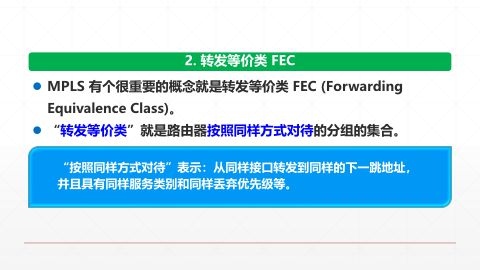 2. 转发等价类 FEC
MPLS 有个很重要的概念就是转发等价类 FEC (Forwarding
Equivalence Class)。
“转发等价类”就是路由器按照同样方式对待的分组的集合。
“按照同样方式对待”表示：从同样接口转发到同样的下一跳地址，
并且具有同样服务类别和同样丢弃优先级等。